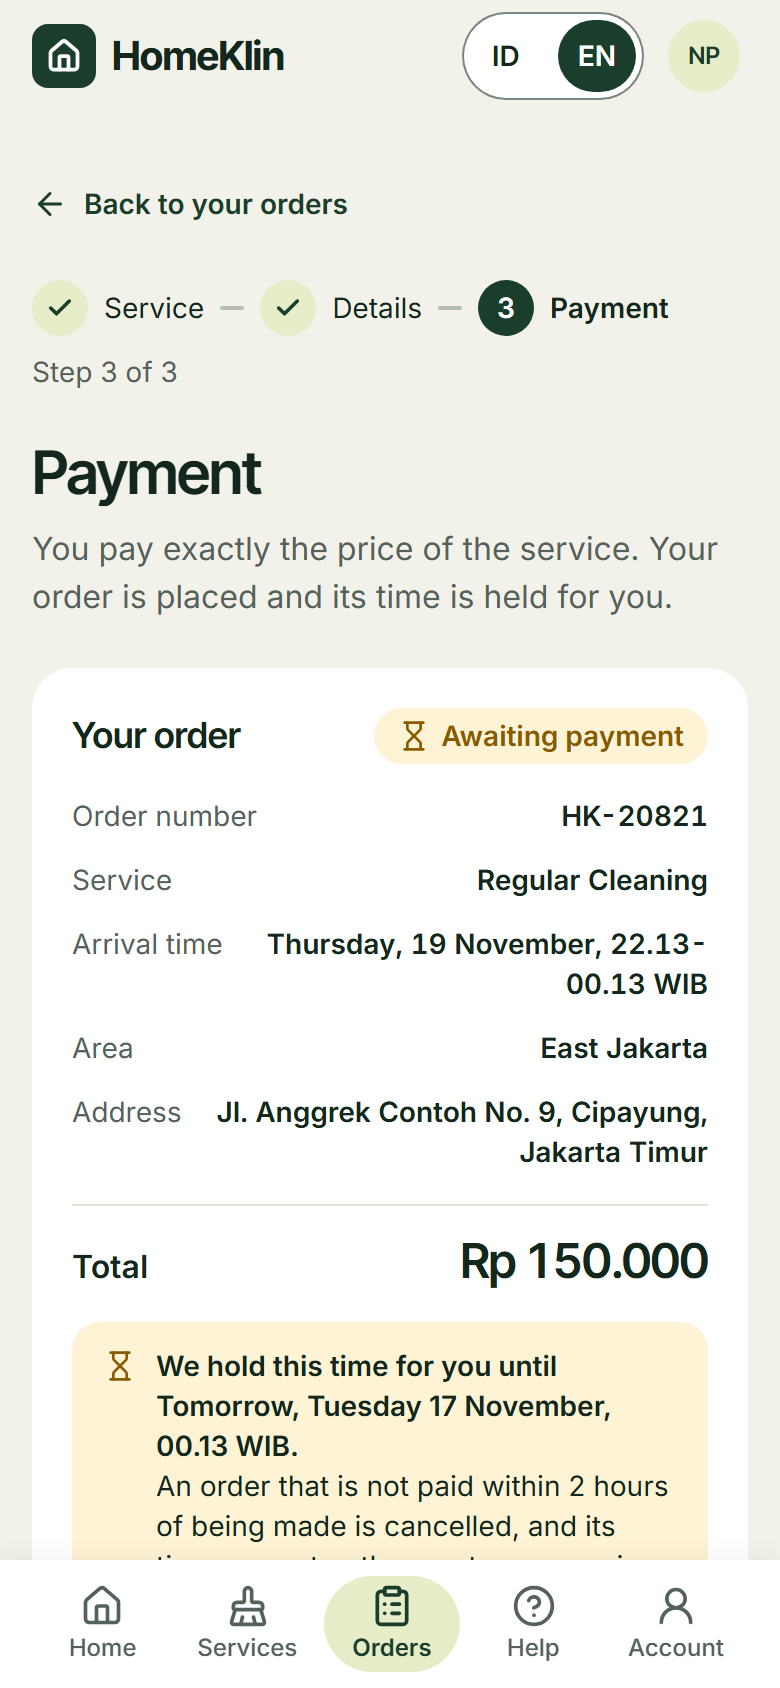 HomeKlin
ID
EN
NP
Back to your orders
Service
Details
3
Payment
Step 3 of 3
Payment
You pay exactly the price of the service. Your
order is placed and its time is held for you.
Your order
Awaiting payment
Order number
HK-20821
Service
Regular Cleaning
Arrival time
Thursday, 19 November, 22.13-
00.13 WIB
Area
East Jakarta
Address
Jl. Anggrek Contoh No. 9, Cipayung,
Jakarta Timur
Total
Rp 150.000
We hold this time for you until
Tomorrow, Tuesday 17 November,
00.13 WIB.
An order that is not paid within 2 hours
of being made is cancelled, and its
Home
Services
Orders
Help
Account